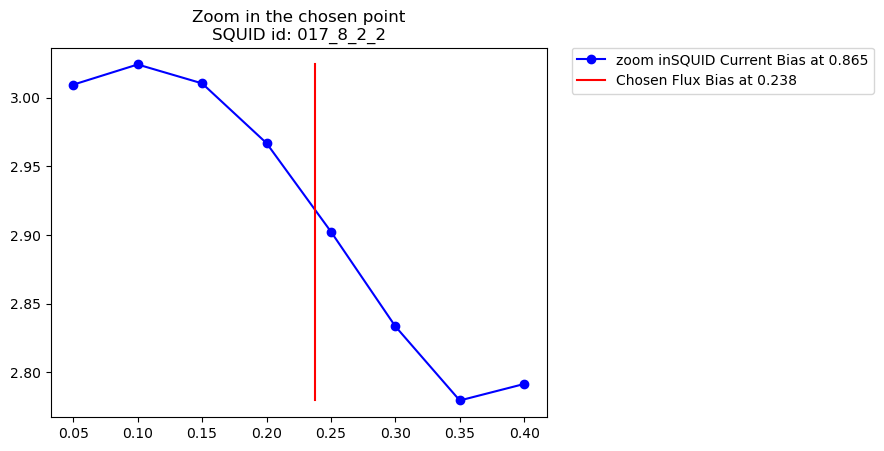 Zoom in the chosen point
SQUID id: 017_8_2_2
zoom inSQUID Current Bias at 0.865
Chosen Flux Bias at 0.238
3.00
2.95
2.90
2.85
2.80
0.05 0.10 0.15 0.20 0.25 0.30 0.35 0.40